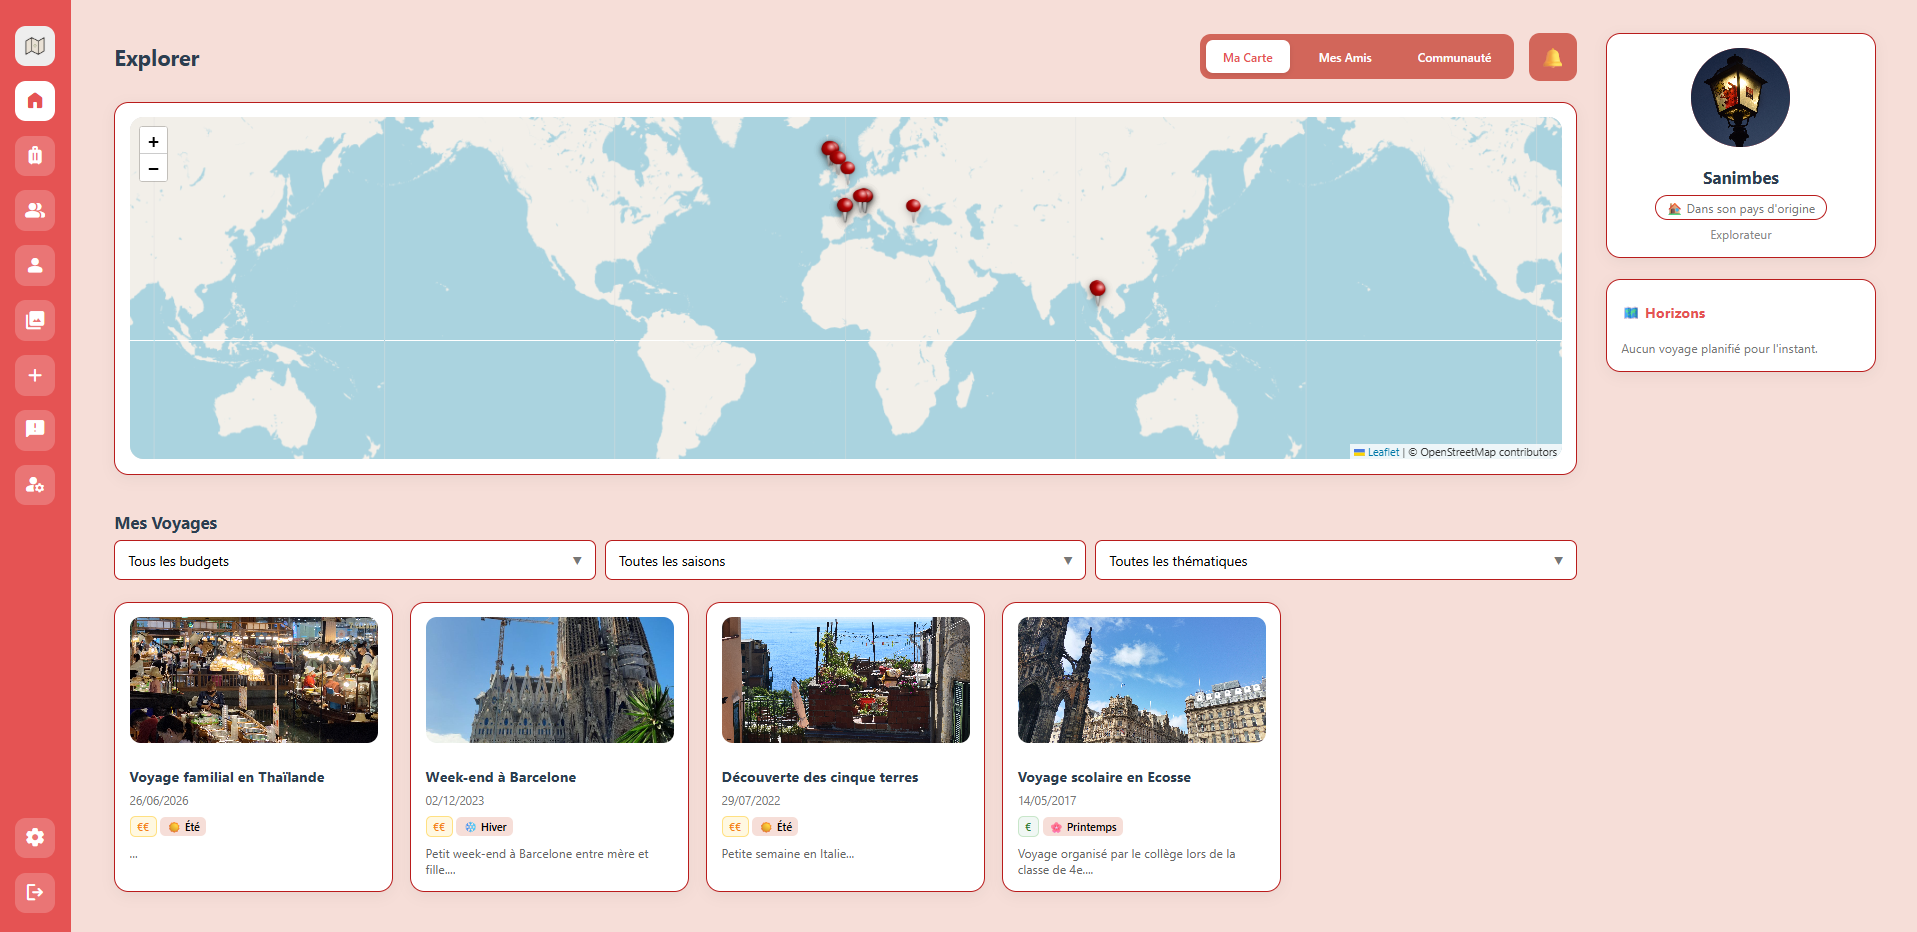 Explorer
Ma Carte
Mes Amis
Communauté
+
−
Leaflet | © OpenStreetMap contributors
Sanimbes
Dans son pays d'origine
Explorateur
Horizons
Aucun voyage planifié pour l'instant.
Mes Voyages
Tous les budgets
Toutes les saisons
Toutes les thématiques
Voyage familial en Thaïlande
26/06/2026
€€
Été
...
Week-end à Barcelone
02/12/2023
€€
Hiver
Petit week-end à Barcelone entre mère et
fille....
Découverte des cinque terres
29/07/2022
€€
Été
Petite semaine en Italie...
Voyage scolaire en Ecosse
14/05/2017
€
Printemps
Voyage organisé par le collège lors de la
classe de 4e....